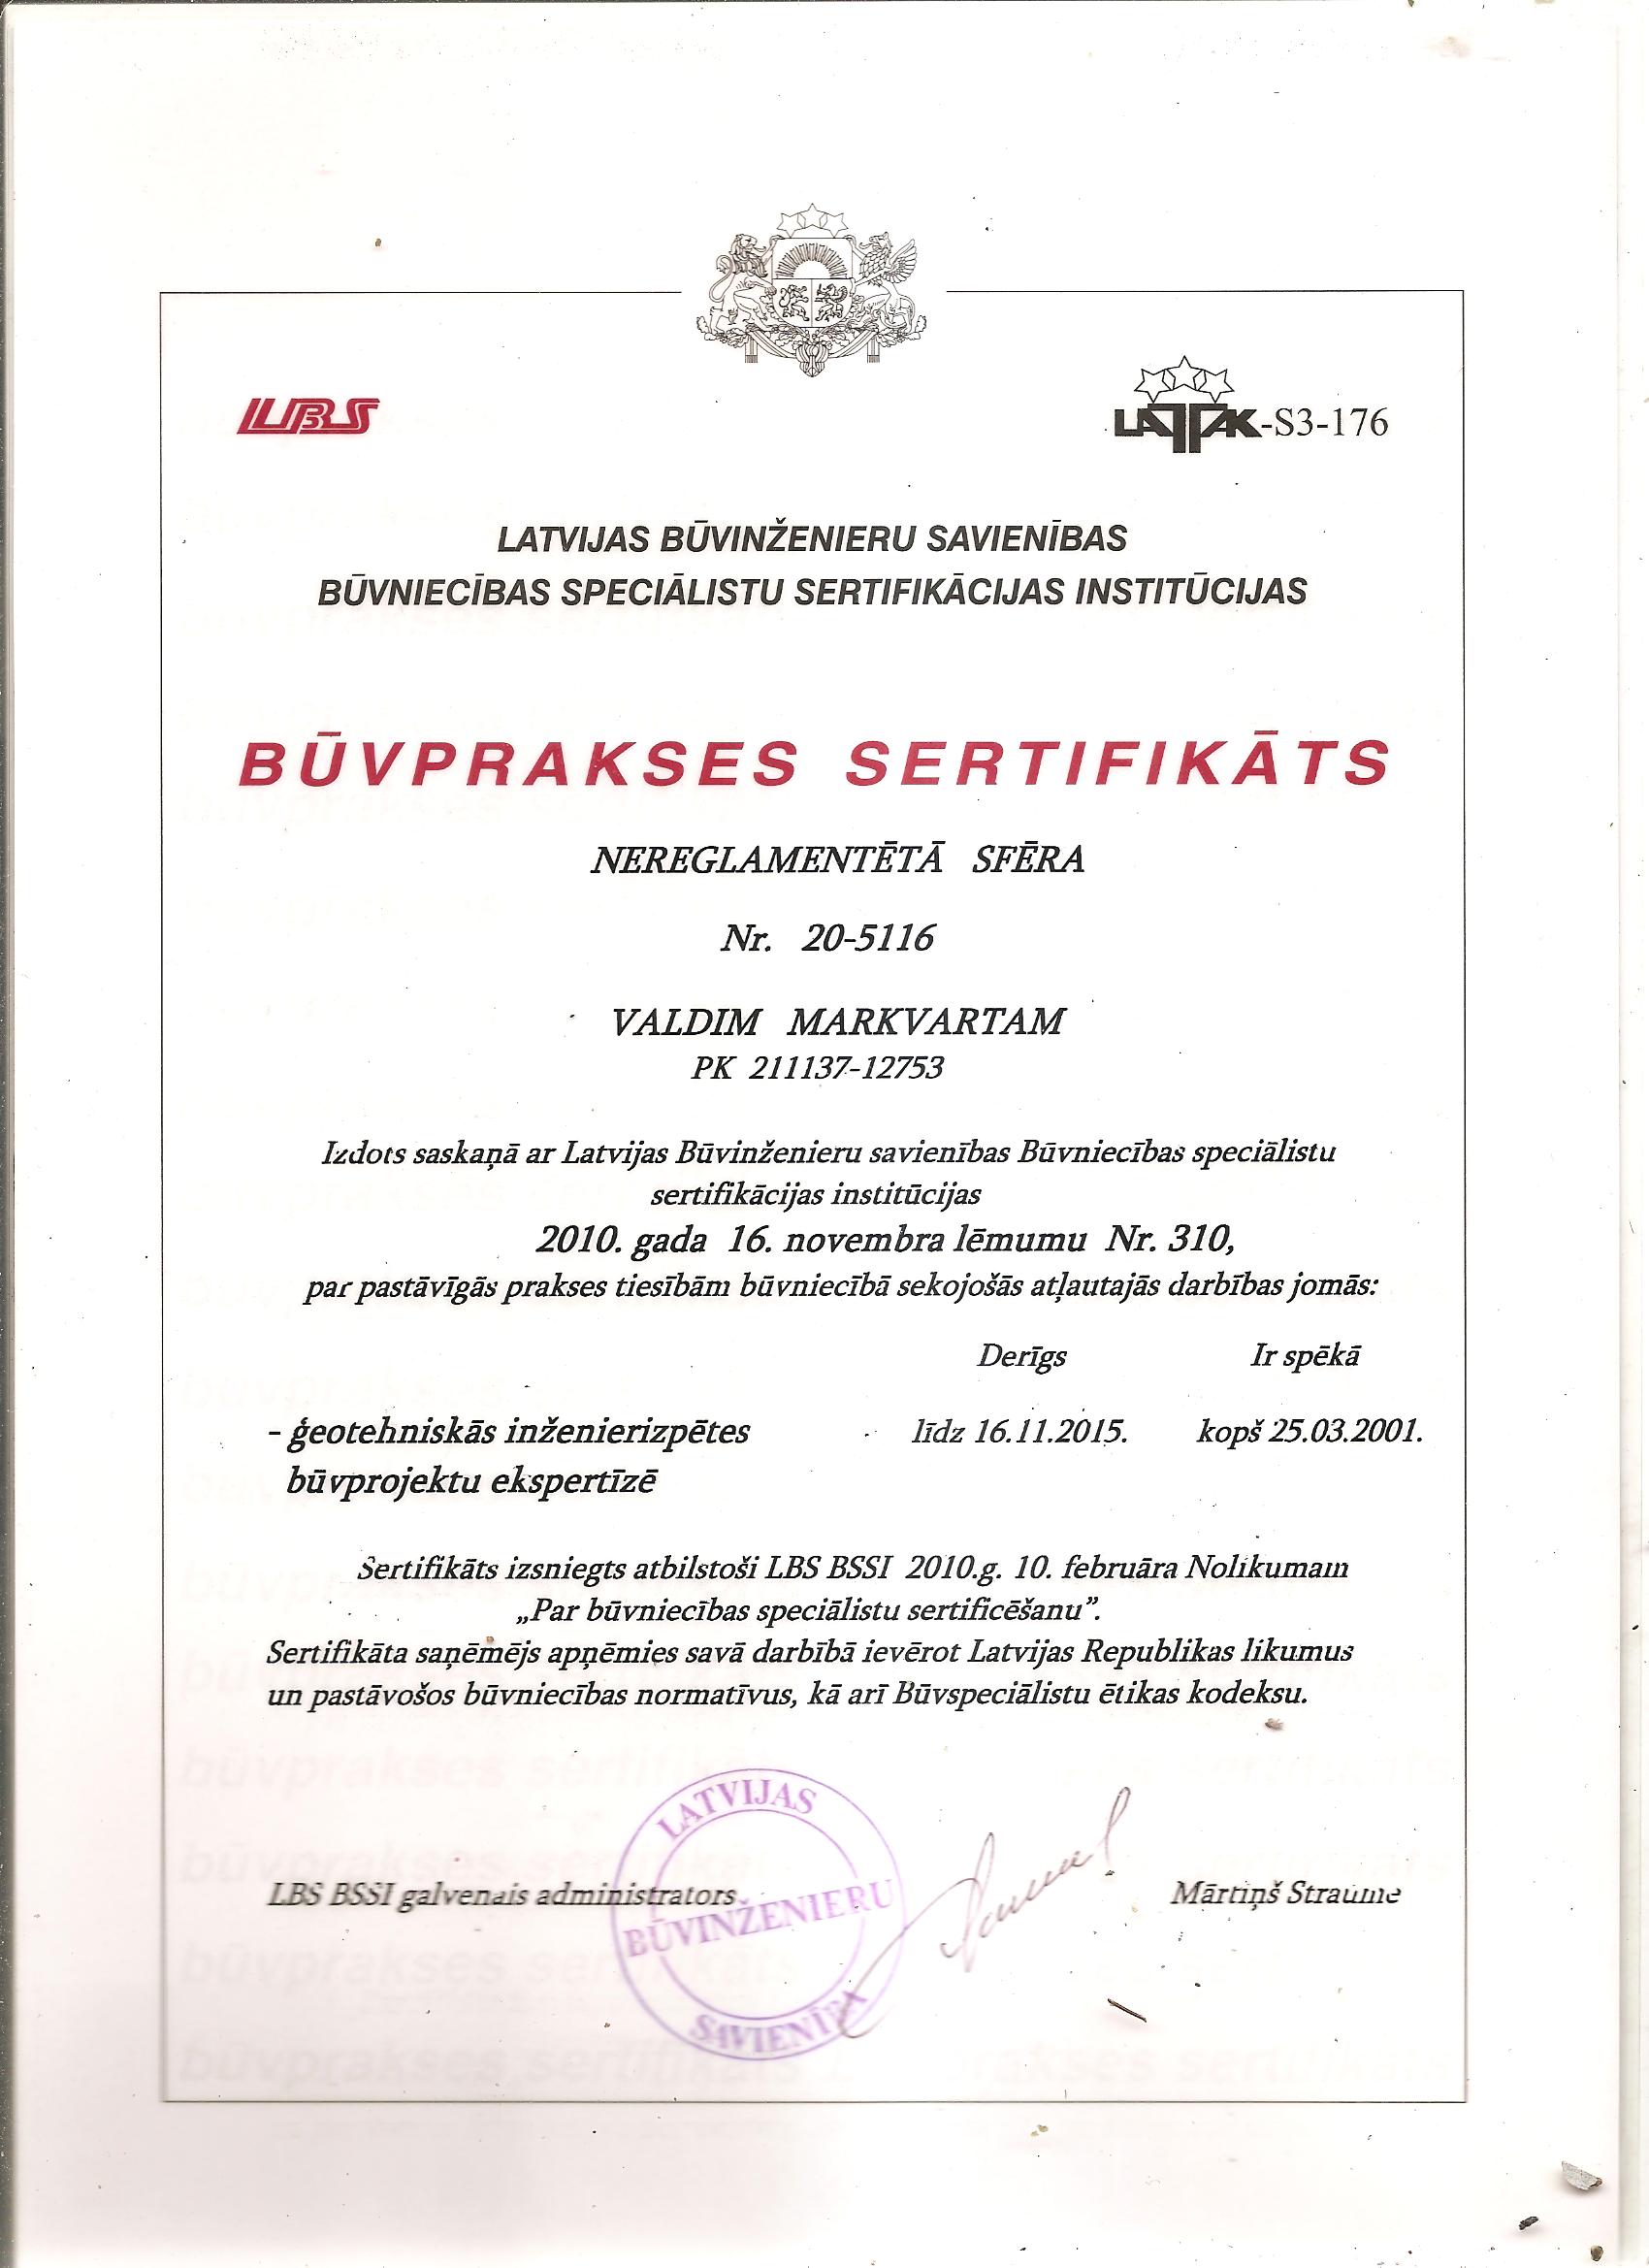 LBS
LATAK-S3-176
LATVIJAS BŪVINŽENIERU SAVIENĪBAS
BŪVNIECĪBAS SPECIĀLISTU SERTIFIKĀCIJAS INSTITŪCIJAS
BŪVPRAKSES SERTIFIKĀTS
NEREGLAMENTĒTĀ SFĒRA
Nr. 20-5116
VALDIM MARKVARTAM
PK 211137-12753
Izdots saskaņā ar Latvijas Būvinženieru savienības Būvniecības speciālistu
sertifikācijas institūcijas
2010. gada 16. novembra lēmumu Nr. 310,
par pastāvīgās prakses tiesībām būvniecībā sekojošās atļautajās darbības jomās:
Derīgs Ir spēkā
- ģeotehniskās inženierizpētes līdz 16.11.2015. kopš 25.03.2001.
būvprojektu ekspertīzē
Sertifikāts izsniegts atbilstoši LBS BSSI 2010.g. 10. februāra Nolikumam
„Par būvniecības speciālistu sertificēšanu”.
Sertifikāta saņēmējs apņēmies savā darbībā ievērot Latvijas Republikas likumus
un pastāvošos būvniecības normatīvus, kā arī Būvspeciālistu ētikas kodeksu.
LBS BSSI galvenais administrators Mārtiņš Straume
LATVIJAS
BŪVINŽENIERU
SAVIENĪBA